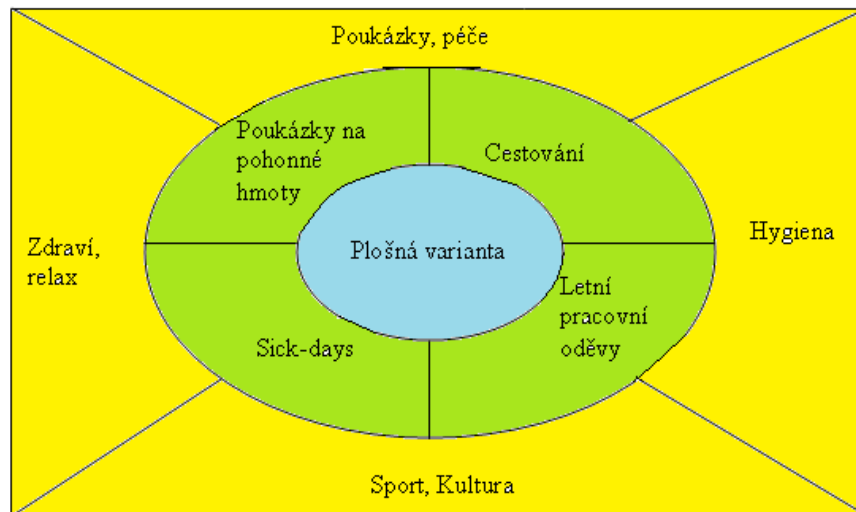 Poukázky, péče
Poukázky na
pohonné
hmoty
Cestování
Zdraví,
relax
Plošná varianta
Hygiena
Letní
pracovní
oděvy
Sick-days
Sport, Kultura